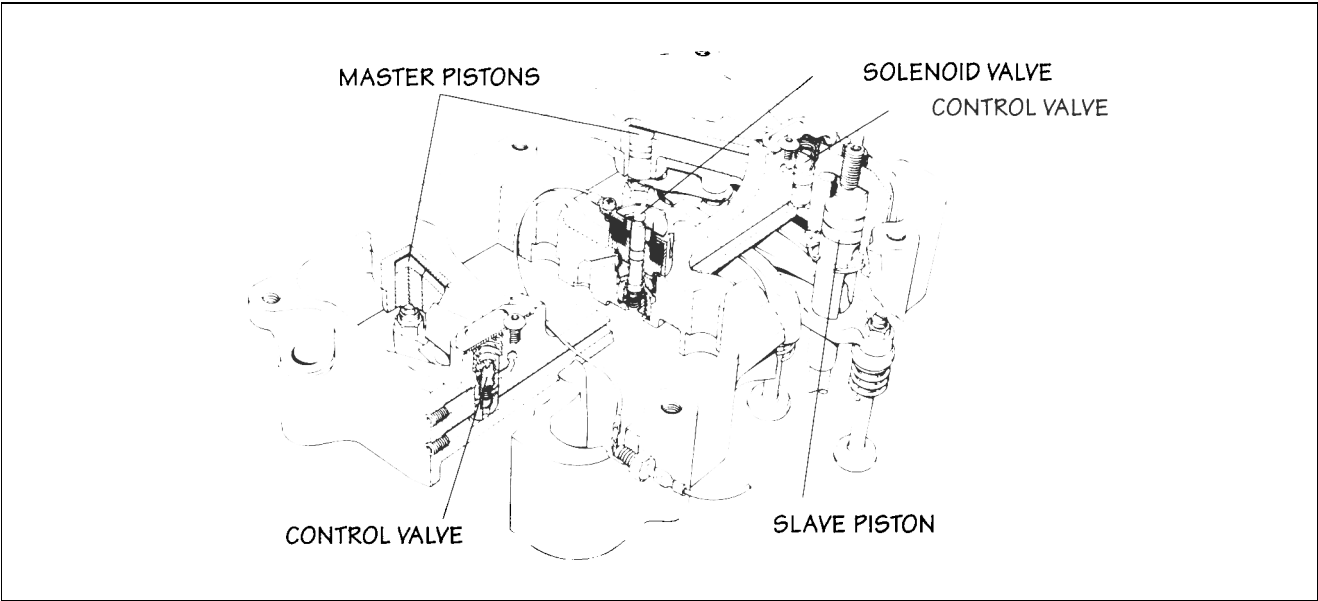 MASTER PISTONS
SOLENOID VALVE
CONTROL VALVE
CONTROL VALVE
SLAVE PISTON